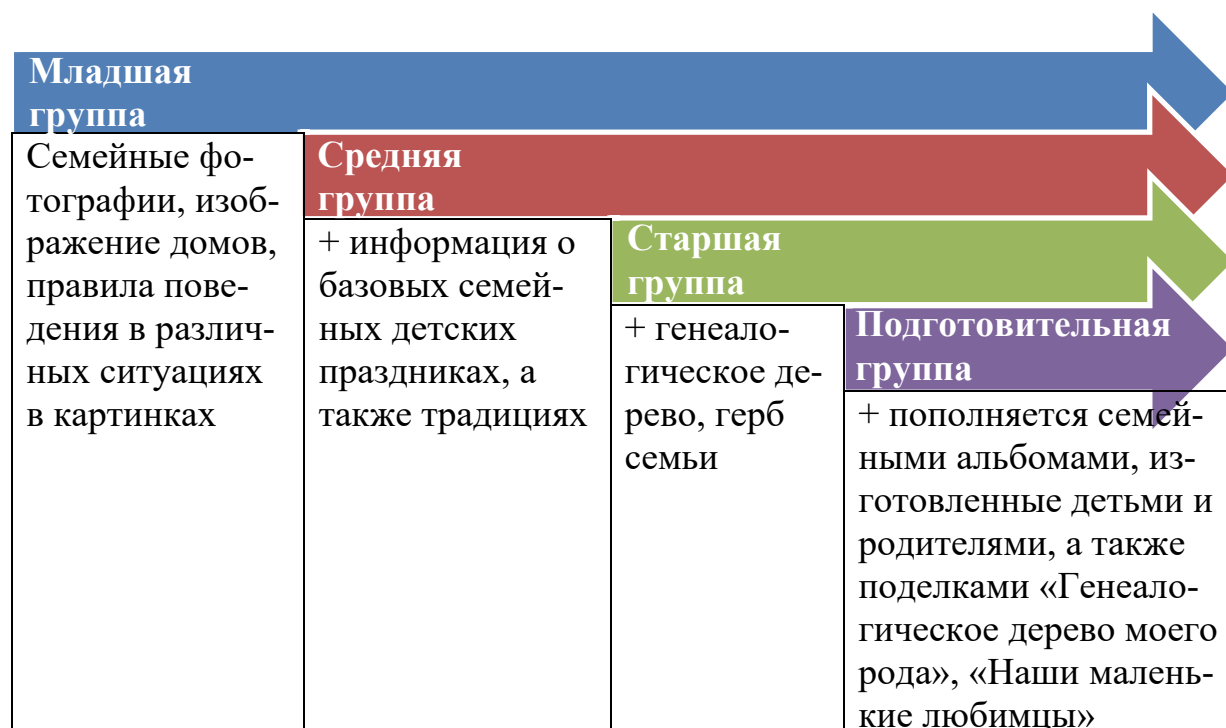 Младшая
группа
Семейные фо-
тографии, изоб-
ражение домов,
правила пове-
дения в различ-
ных ситуациях
в картинках
Средняя
группа
+ информация о
базовых семей-
ных детских
праздниках, а
также традициях
Старшая
группа
+ генеало-
гическое де-
рево, герб
семьи
Подготовительная
группа
+ пополняется семей-
ными альбомами, из-
готовленные детьми и
родителями, а также
поделками «Генеало-
гическое дерево моего
рода», «Наши малень-
кие любимцы»